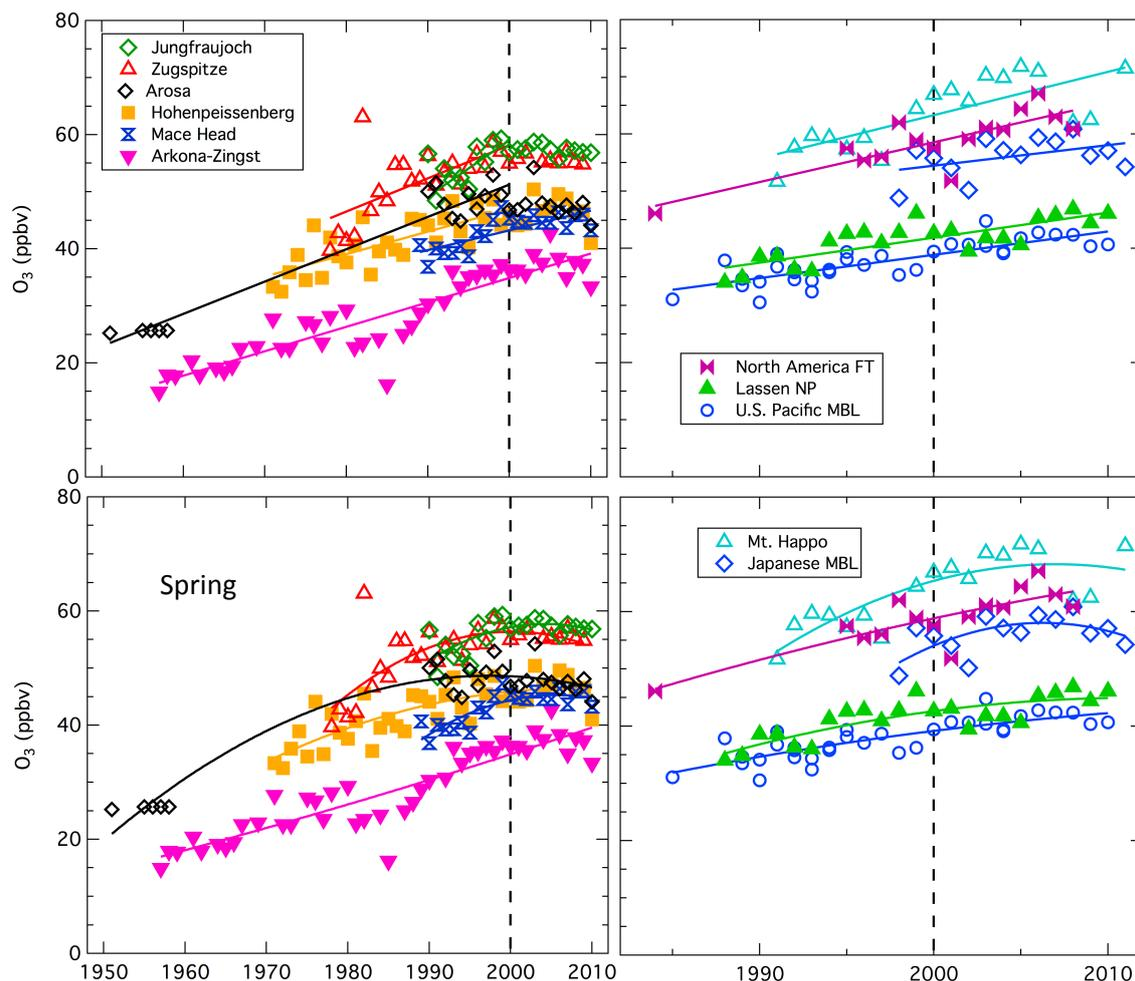 80
60
40
20
0
O3 (ppbv)
Jungfraujoch
Zugspitze
Arosa
Hohenpeissenberg
Mace Head
Arkona-Zingst
North America FT
Lassen NP
U.S. Pacific MBL
80
60
40
20
0
O3 (ppbv)
Spring
Mt. Happo
Japanese MBL
1950 1960 1970 1980 1990 2000 2010
1990 2000 2010